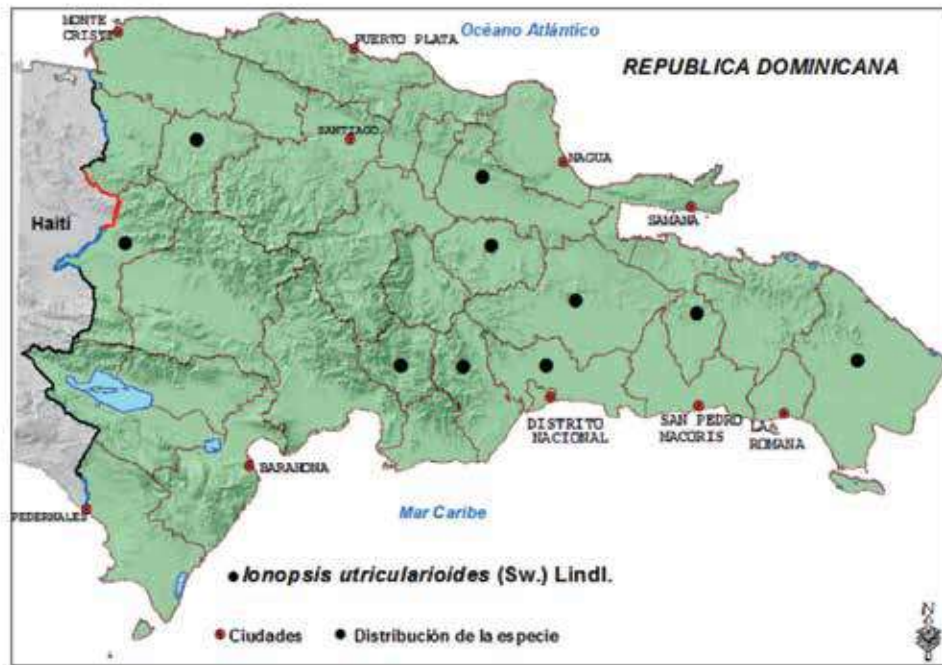 MONTE
CRISTI
PUERTO PLATA
Océano Atlántico
REPUBLICA DOMINICANA
SANTIAGO
NAGUA
SAMANA
Haití
DISTRITO
NACIONAL
SAN PEDRO
MACORIS
LA
ROMANA
BARAHONA
PEDERNALES
Mar Caribe
Ionopsis utricularioides (Sw.) Lindl.
Ciudades
Distribución de la especie
N